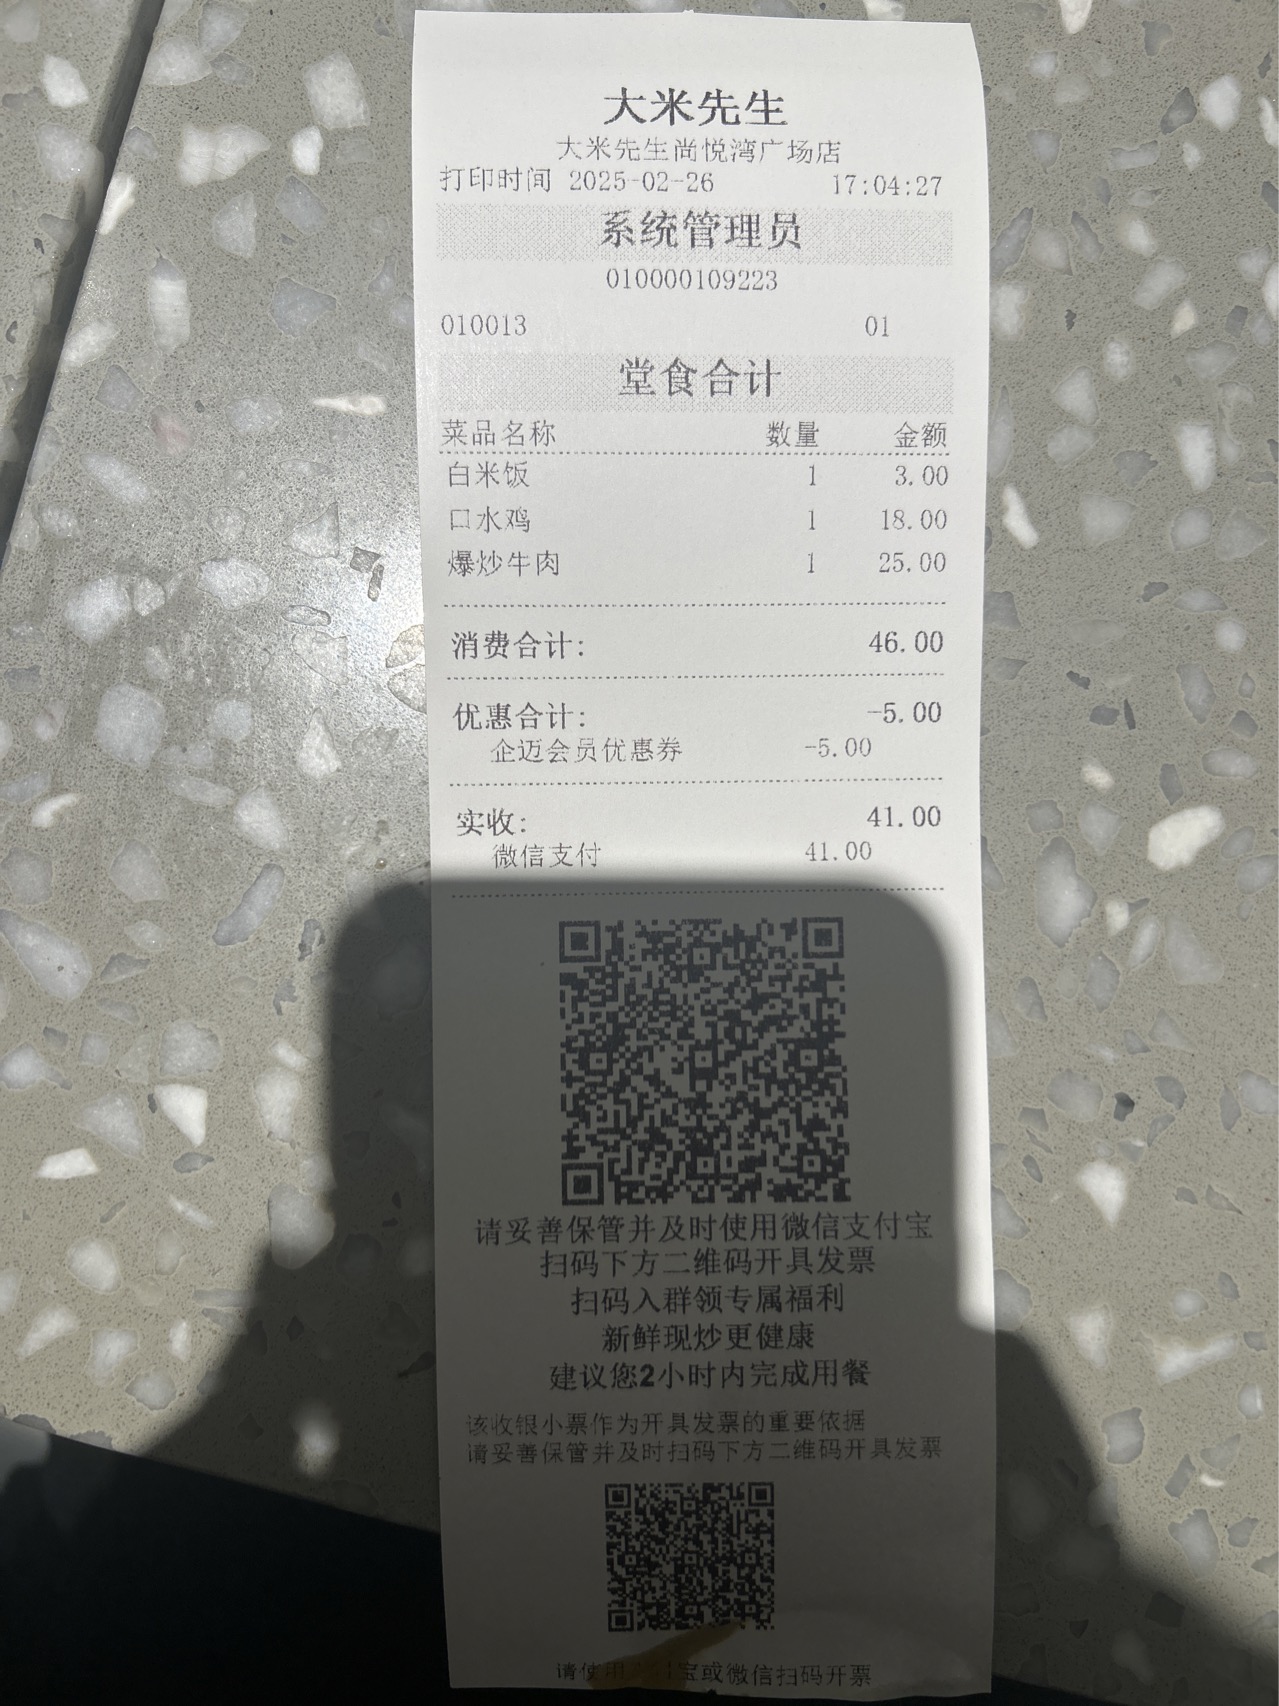 大米先生
大米先生尚悦湾广场店
打印时间 2025-02-26 17:04:27
系统管理员
010000109223
010013 01
堂食合计
菜品名称 数量 金额
白米饭 1 3.00
口水鸡 1 18.00
爆炒牛肉 1 25.00
消费合计: 46.00
优惠合计: -5.00
企迈会员优惠券 -5.00
实收: 41.00
微信支付 41.00
请妥善保管并及时使用微信支付宝
扫码下方二维码开具发票
扫码入群领专属福利
新鲜现炒更健康
建议您2小时内完成用餐
该收银小票作为开具发票的重要依据
请妥善保管并及时扫码下方二维码开具发票
请使用 宝或微信扫码开票